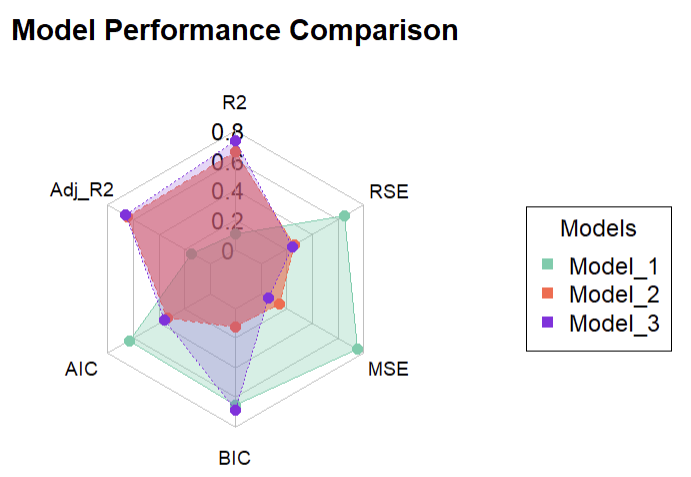 Model Performance Comparison
R2
0.8
0.6
0.4
0.2
0
Adj_R2
RSE
AIC
MSE
BIC
Models
Model_1
Model_2
Model_3